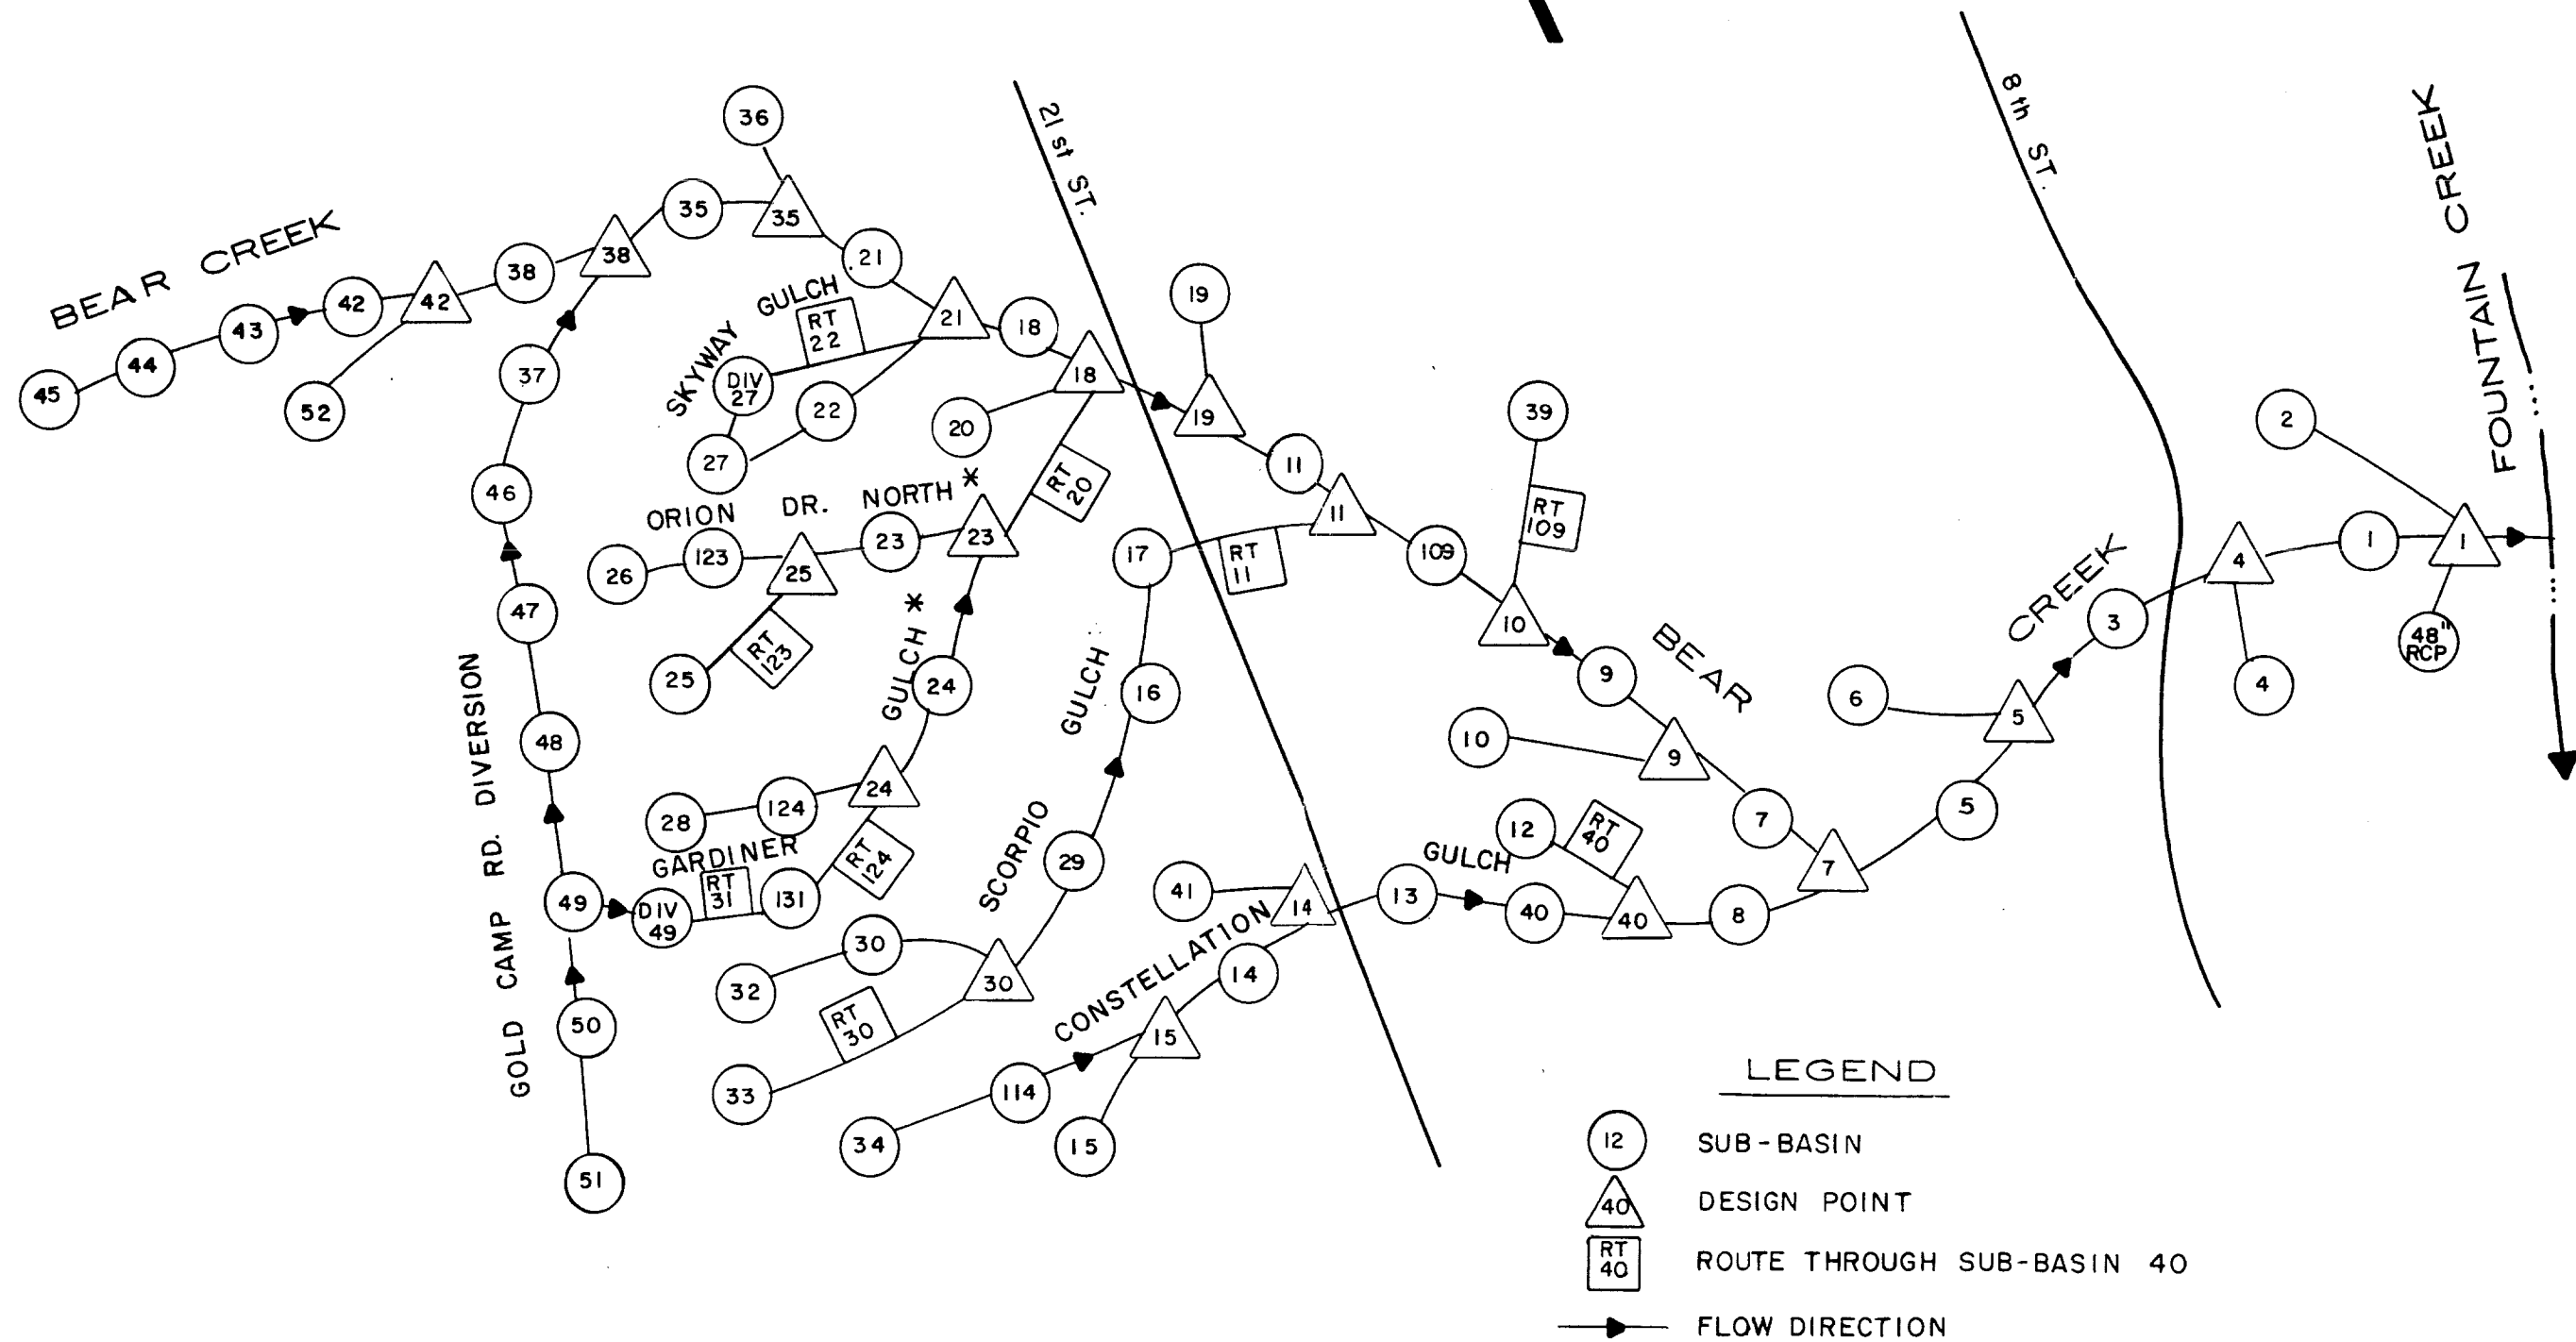 BEAR CREEK
45
44
43
42
42
52
38
38
37
46
47
48
49
50
51
GOLD CAMP RD. DIVERSION
35
36
35
21
21
SKYWAY GULCH
RT 22
DIV 27
27
22
18
18
20
RT 20
21st ST.
ORION DR. NORTH *
26
123
25
23
23
25
RT 123
GARDINER GULCH *
24
24
28
124
DIV 49
RT 31
131
RT 124
SCORPIO GULCH
17
16
29
30
32
30
33
RT 30
RT 11
CONSTELLATION GULCH
34
114
15
15
14
14
41
13
40
40
12
RT 40
8
19
19
11
11
109
39
RT 109
10
9
10
9
7
7
BEAR CREEK
5
6
5
3
8th ST.
4
4
1
2
1
48" RCP
FOUNTAIN CREEK
LEGEND
12 SUB-BASIN
40 DESIGN POINT
RT 40 ROUTE THROUGH SUB-BASIN 40
FLOW DIRECTION